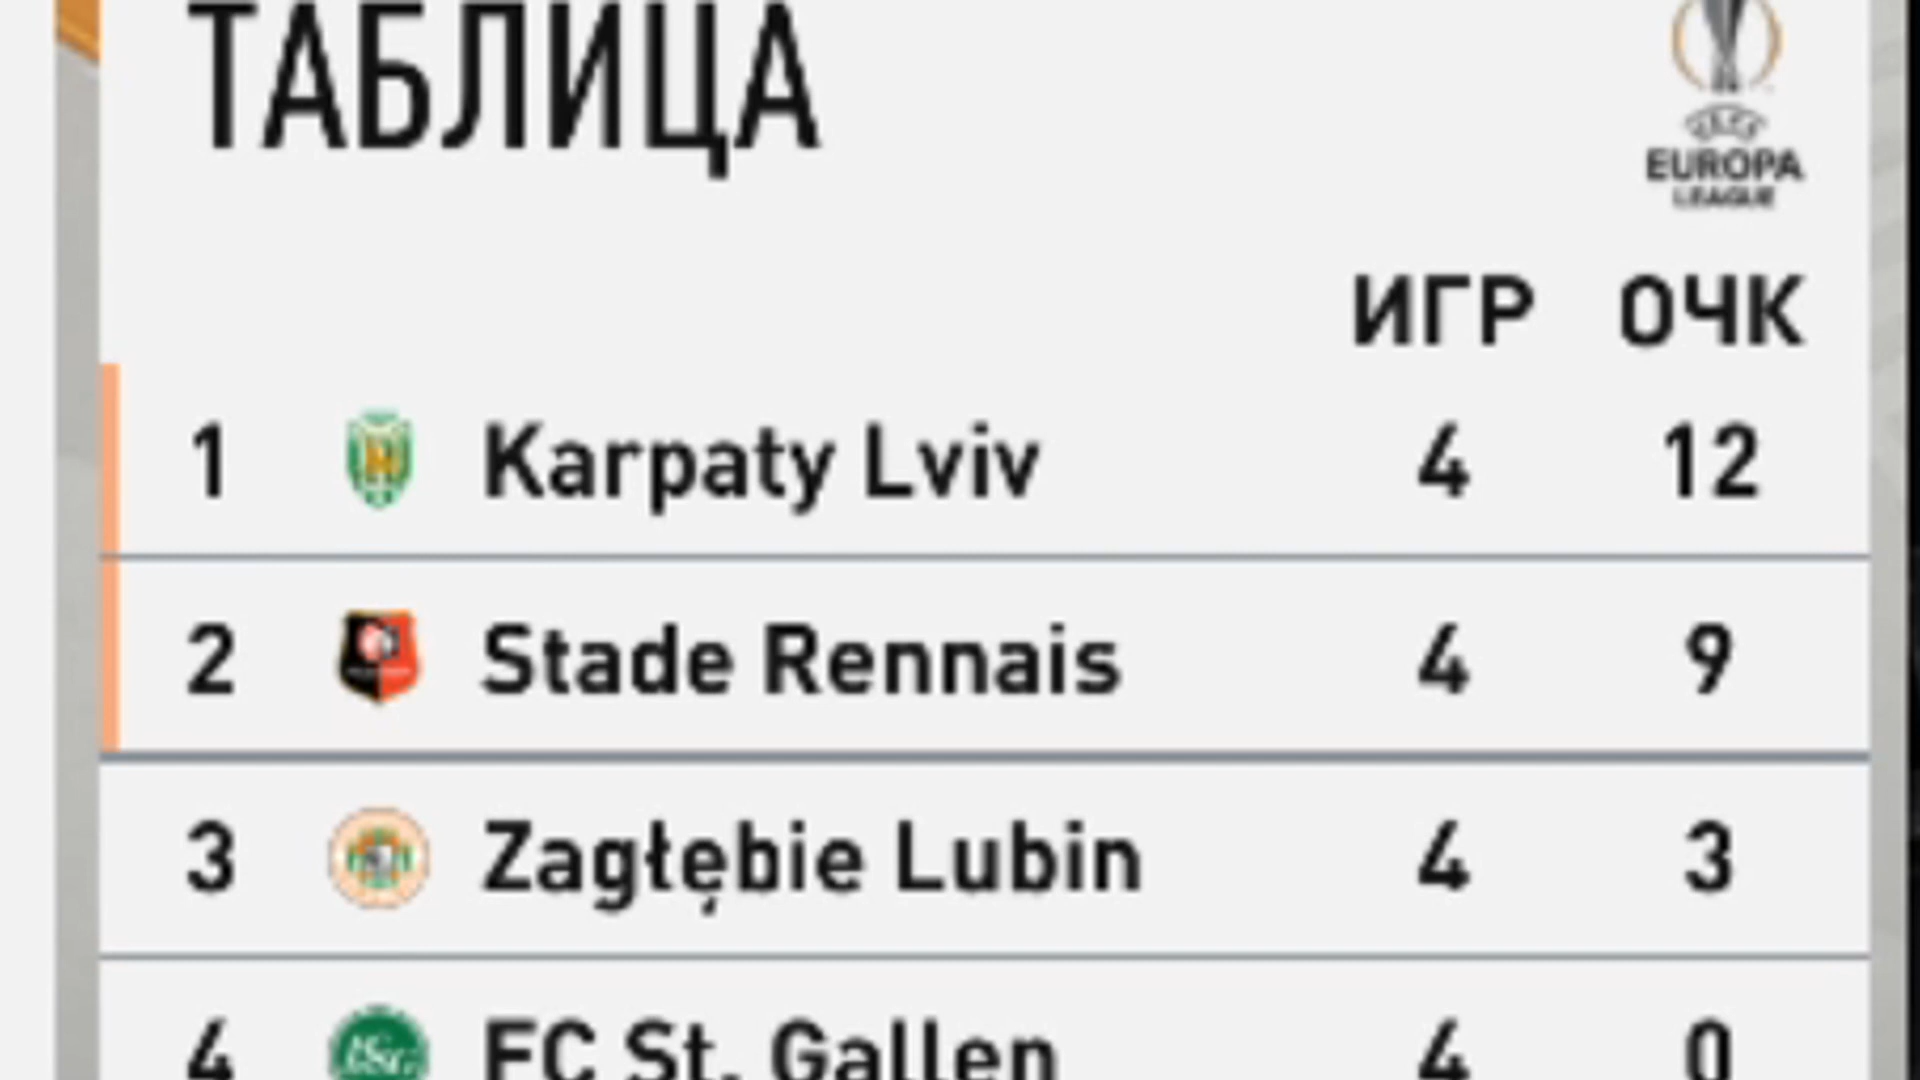 ТАБЛИЦА
UEFA
EUROPA
LEAGUE
ИГР ОЧК
1 Karpaty Lviv 4 12
2 Stade Rennais 4 9
3 Zagłębie Lubin 4 3
4 FC St. Gallen 4 0